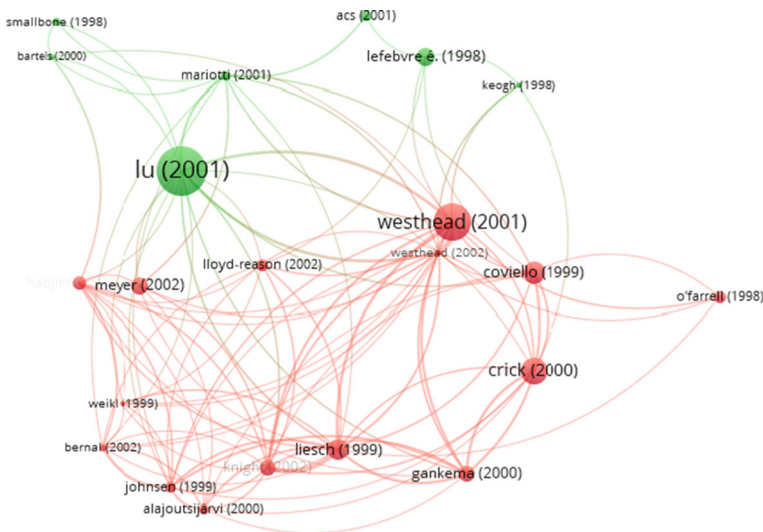 smallbone (1998)
acs (2001)
bartels (2000)
lefebvre é. (1998)
mariotti (2001)
keogh (1998)
lu (2001)
westhead (2001)
westhead (2002)
lloyd-reason (2002)
coviello (1999)
meyer (2002)
o'farrell (1998)
crick (2000)
weikl (1999)
bernal (2002)
liesch (1999)
knight (2002)
gankema (2000)
johnsen (1999)
alajoutsijärvi (2000)